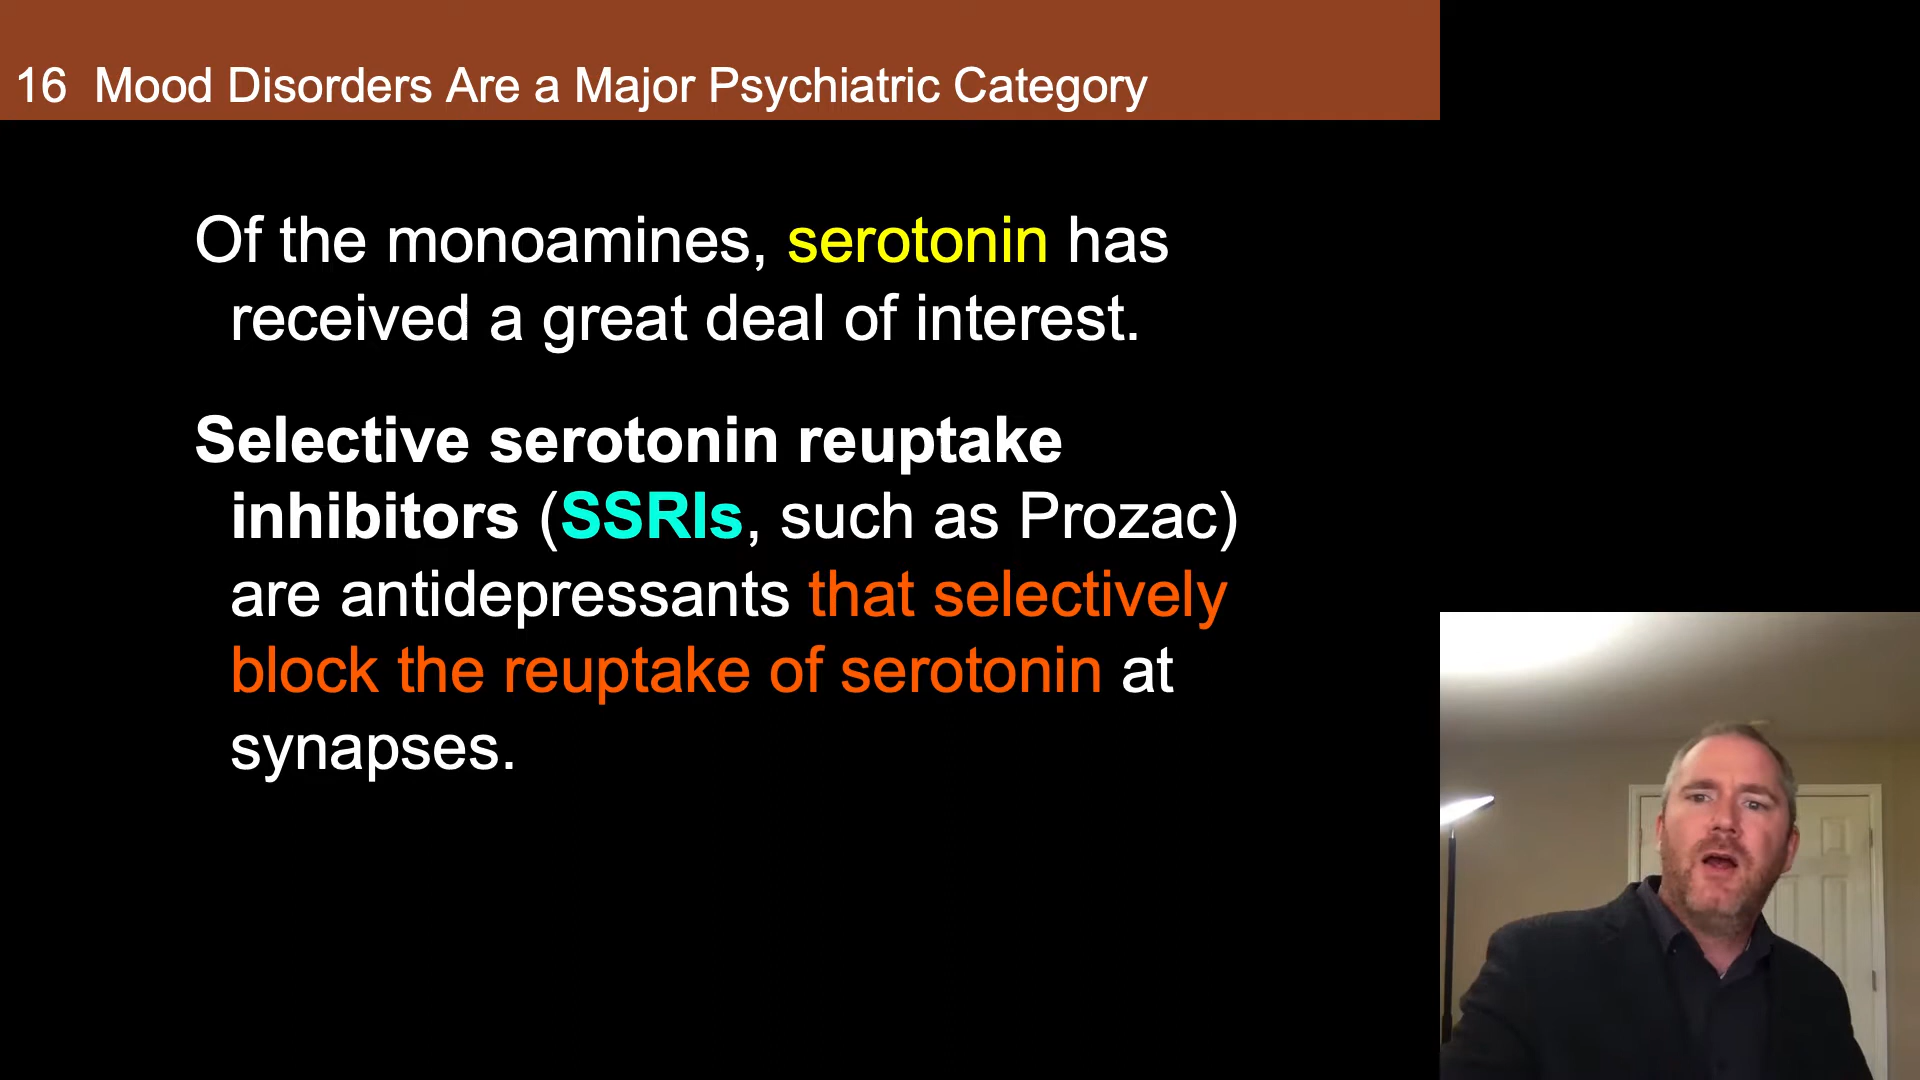 16 Mood Disorders Are a Major Psychiatric Category
Of the monoamines, serotonin has
received a great deal of interest.
Selective serotonin reuptake
inhibitors (SSRIs, such as Prozac)
are antidepressants that selectively
block the reuptake of serotonin at
synapses.